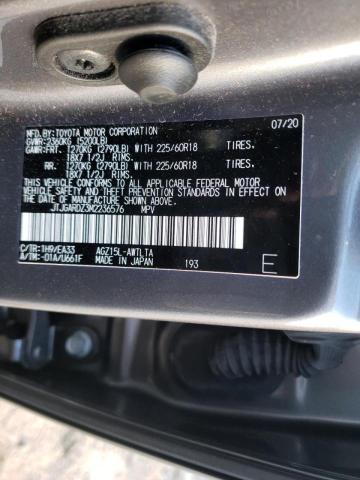 MFD.BY:TOYOTA MOTOR CORPORATION 07/20
GVWR:2360KG (5200LB)
GAWR:FRT. 1270KG (2790LB) WITH 225/60R18 TIRES.
18X7 1/2J RIMS.
RR. 1270KG (2790LB) WITH 225/60R18 TIRES.
18X7 1/2J RIMS.
THIS VEHICLE CONFORMS TO ALL APPLICABLE FEDERAL MOTOR
VEHICLE SAFETY AND BUMPER STANDARDS IN EFFECT ON
THE DATE OF MANUFACTURE SHOWN ABOVE.
JTJGARDZ3M2236576 MPV
C/TR:1H9/EA33 AGZ15L-AWTLTA
A/TM:-01A/U661F MADE IN JAPAN 193 E